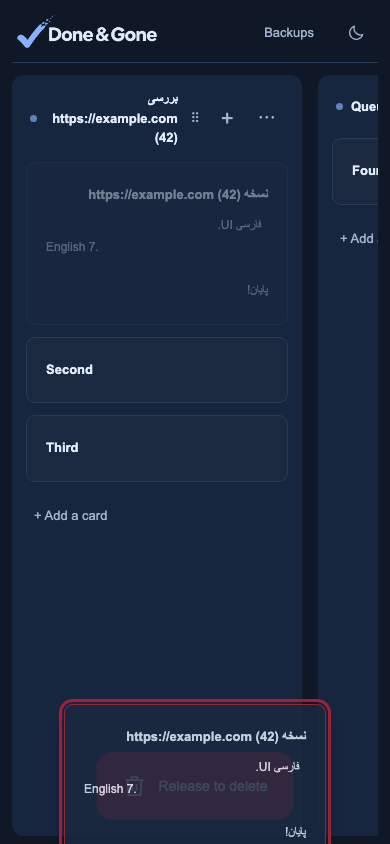 Done & Gone
Backups
بررسی
https://example.com
(42)
Que
نسخه https://example.com (42)
فارسی UI.
English 7.
پایان!
Four
Second
Third
+ Add a card
+ Add
نسخه https://example.com (42)
فارسی UI.
English 7.
Release to delete
پایان!